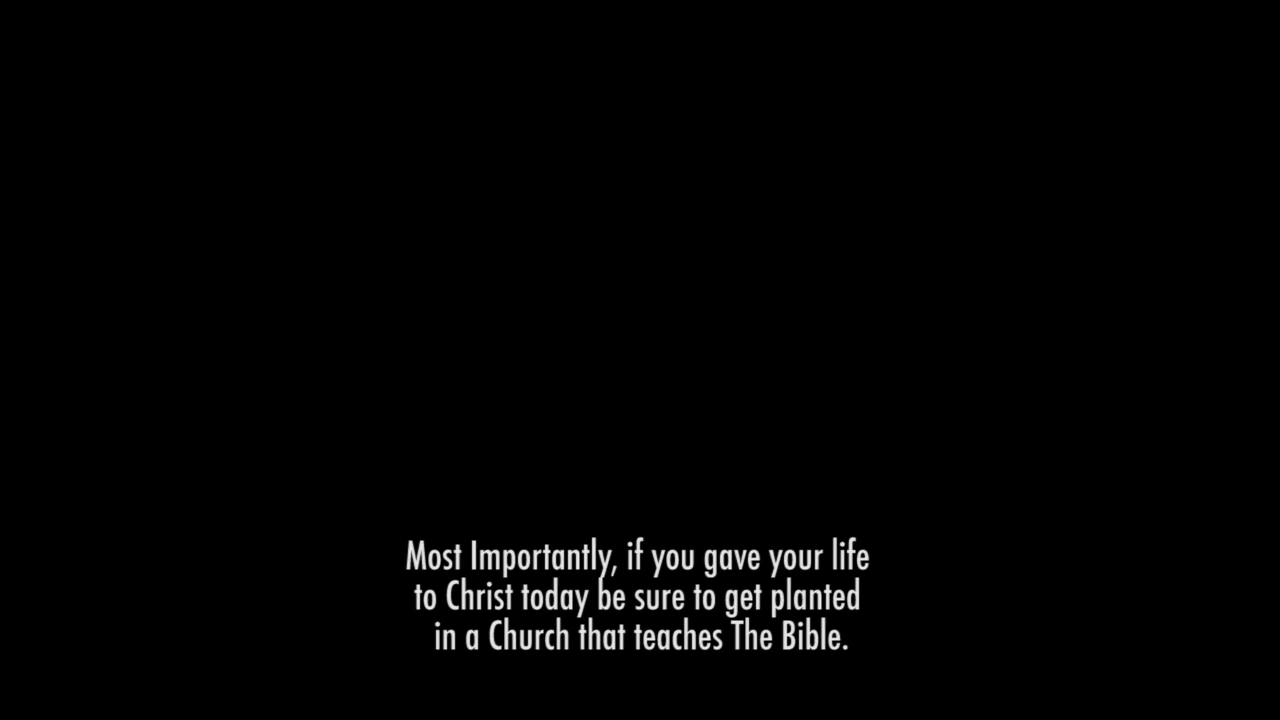 Most Importantly, if you gave your life
to Christ today be sure to get planted
in a Church that teaches The Bible.